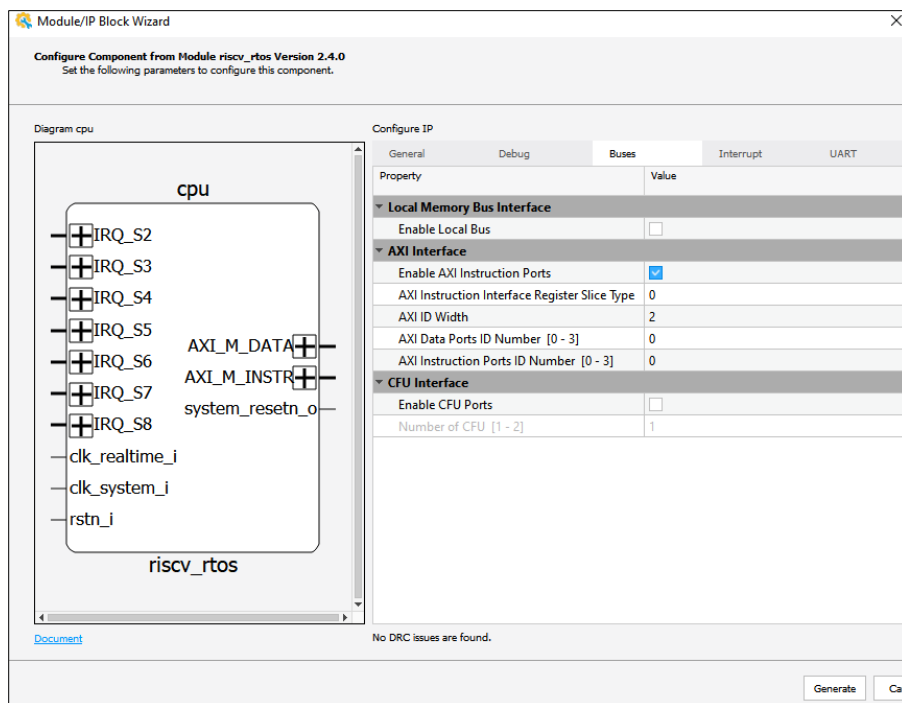 Module/IP Block Wizard
Configure Component from Module riscv_rtos Version 2.4.0
Set the following parameters to configure this component.
Diagram cpu
cpu
IRQ_S2
IRQ_S3
IRQ_S4
IRQ_S5
IRQ_S6
IRQ_S7
IRQ_S8
clk_realtime_i
clk_system_i
rstn_i
AXI_M_DATA
AXI_M_INSTR
system_resetn_o
riscv_rtos
Document
Configure IP
General Debug Buses Interrupt UART
Property Value
Local Memory Bus Interface
Enable Local Bus
AXI Interface
Enable AXI Instruction Ports
AXI Instruction Interface Register Slice Type 0
AXI ID Width 2
AXI Data Ports ID Number [0 - 3] 0
AXI Instruction Ports ID Number [0 - 3] 0
CFU Interface
Enable CFU Ports
Number of CFU [1 - 2] 1
No DRC issues are found.
Generate Ca